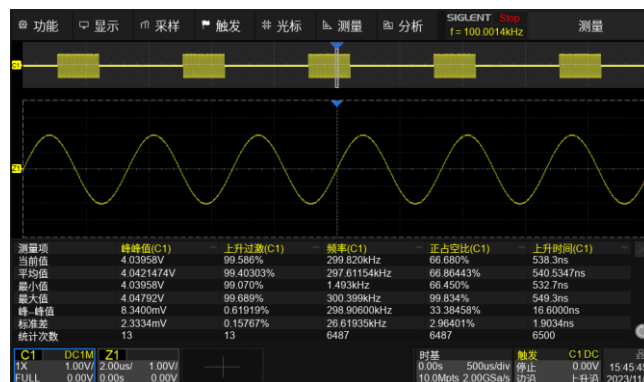 功能 显示 采样 触发 光标 测量 分析 SIGLENT Stop 测量
f = 100.0014kHz
C1
Z1
测量项 峰峰值(C1) 上升过激(C1) 频率(C1) 正占空比(C1) 上升时间(C1)
当前值 4.03958V 99.586% 299.820kHz 66.680% 538.3ns
平均值 4.0421474V 99.40303% 297.61154kHz 66.86443% 540.5347ns
最小值 4.03958V 99.070% 1.493kHz 66.450% 532.7ns
最大值 4.04792V 99.689% 300.399kHz 99.834% 549.3ns
峰--峰值 8.3400mV 0.61919% 298.90600kHz 33.38458% 16.6000ns
标准差 2.3334mV 0.15767% 26.61935kHz 2.96401% 1.9034ns
统计次数 13 13 6487 6487 6500
C1 DC1M Z1 时基 触发 C1 DC
1X 1.00V/ 2.00us/ 1.00V/ 0.00s 500us/div 停止 0.00V 15:45:4
FULL 0.00V 0.00s 0.00V 10.0Mpts 2.00GSa/s 边沿 上升沿 2023/11/